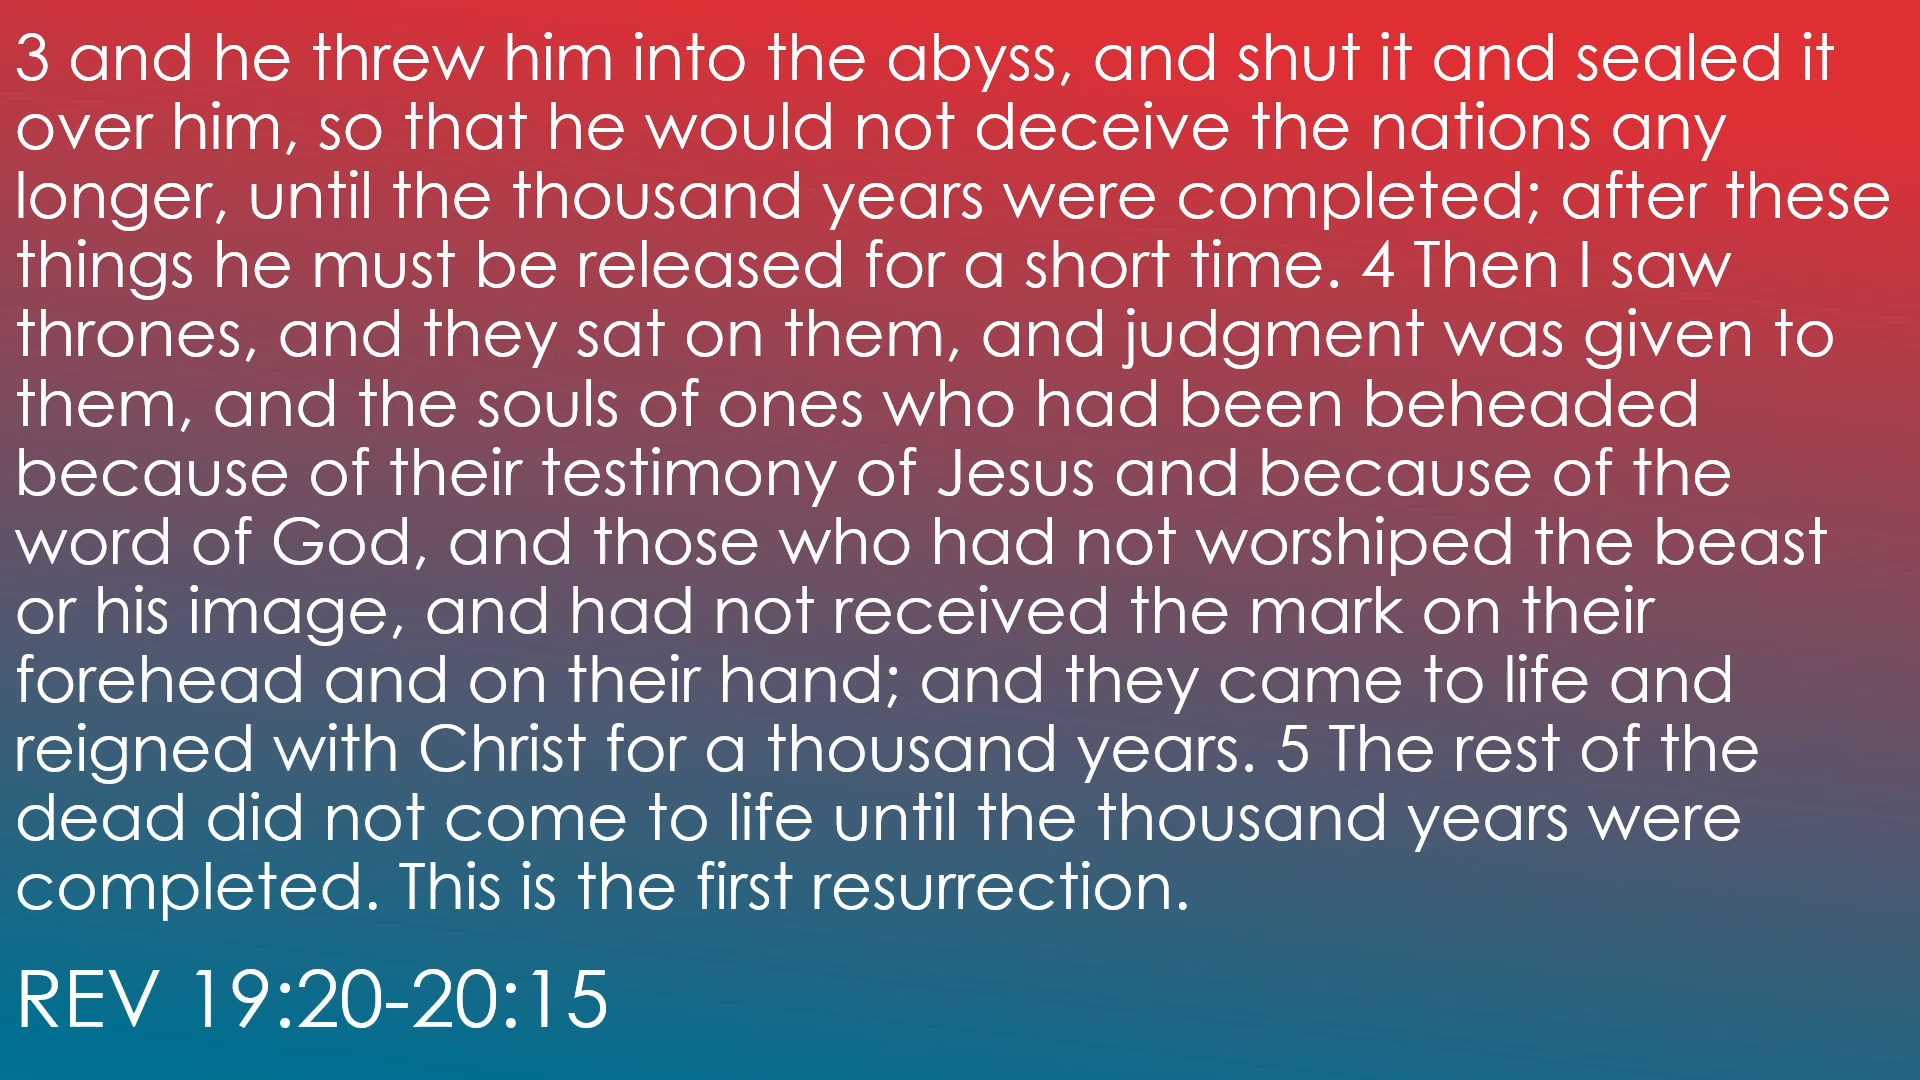 3 and he threw him into the abyss, and shut it and sealed it
over him, so that he would not deceive the nations any
longer, until the thousand years were completed; after these
things he must be released for a short time. 4 Then I saw
thrones, and they sat on them, and judgment was given to
them, and the souls of ones who had been beheaded
because of their testimony of Jesus and because of the
word of God, and those who had not worshiped the beast
or his image, and had not received the mark on their
forehead and on their hand; and they came to life and
reigned with Christ for a thousand years. 5 The rest of the
dead did not come to life until the thousand years were
completed. This is the first resurrection.
REV 19:20-20:15